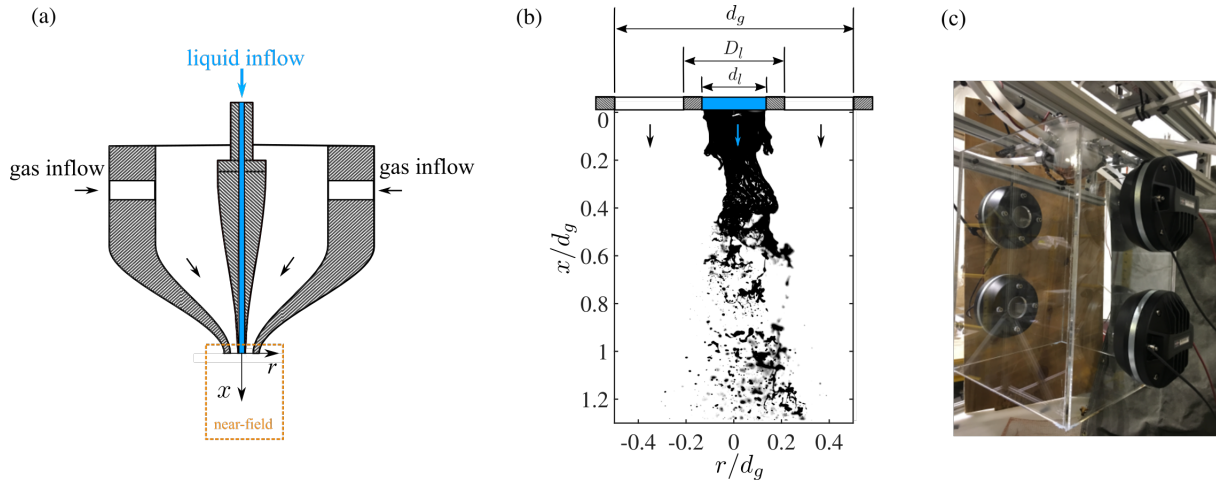 (a)
liquid inflow
gas inflow
gas inflow
r
x
near-field
(b)
d_g
D_l
d_l
0
0.2
0.4
0.6
0.8
1
1.2
x/d_g
-0.4
-0.2
0
0.2
0.4
r/d_g
(c)